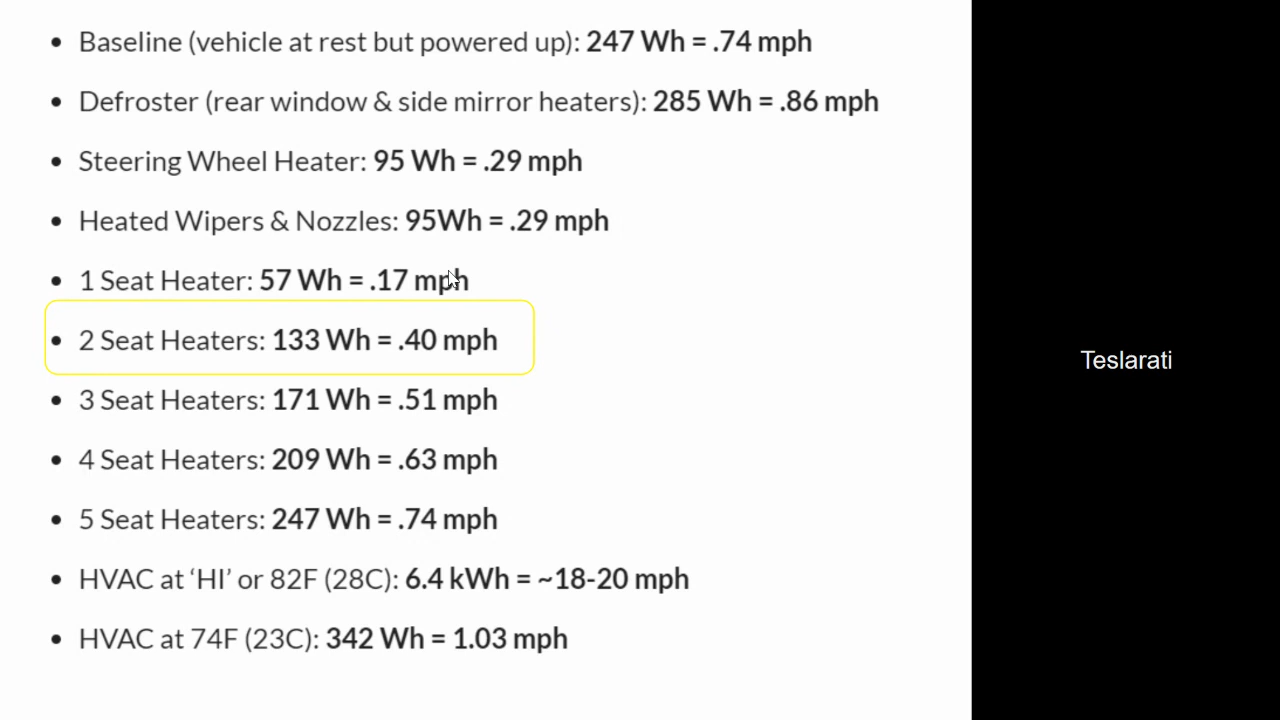 Baseline (vehicle at rest but powered up): 247 Wh = .74 mph
Defroster (rear window & side mirror heaters): 285 Wh = .86 mph
Steering Wheel Heater: 95 Wh = .29 mph
Heated Wipers & Nozzles: 95Wh = .29 mph
1 Seat Heater: 57 Wh = .17 mph
2 Seat Heaters: 133 Wh = .40 mph
3 Seat Heaters: 171 Wh = .51 mph
4 Seat Heaters: 209 Wh = .63 mph
5 Seat Heaters: 247 Wh = .74 mph
HVAC at ‘HI’ or 82F (28C): 6.4 kWh = ~18-20 mph
HVAC at 74F (23C): 342 Wh = 1.03 mph
Teslarati